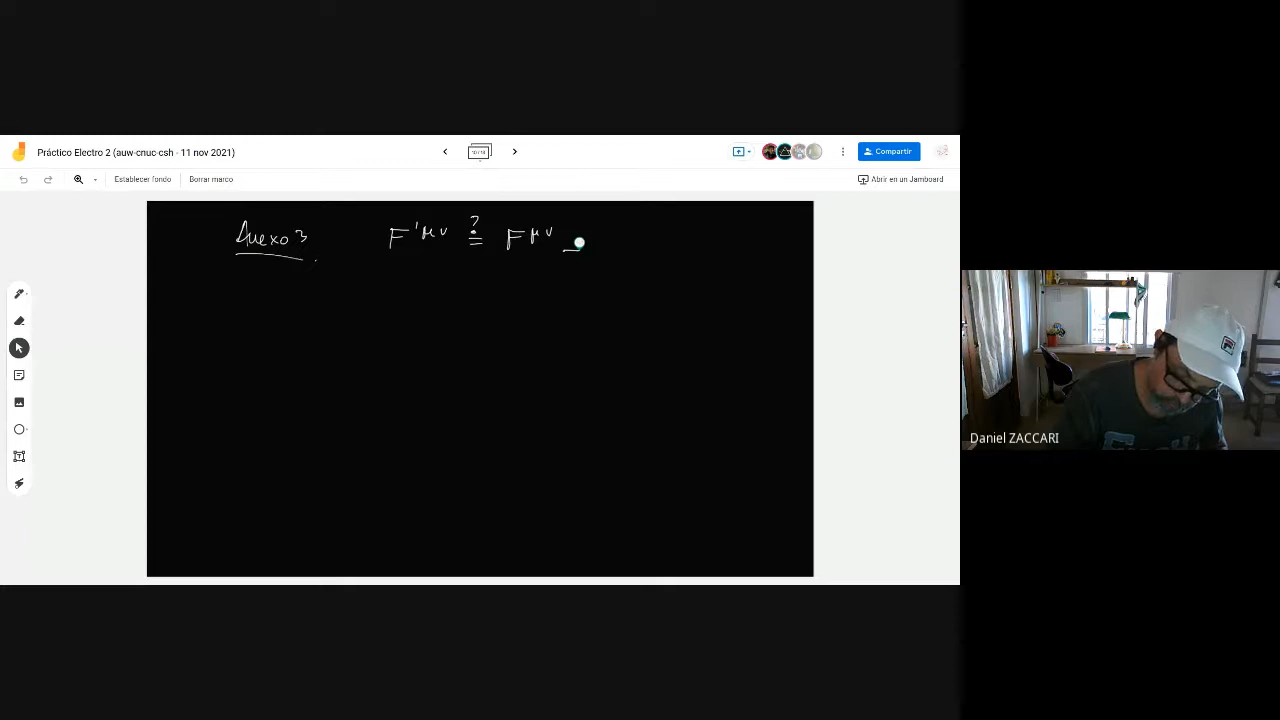 Práctico Electro 2 (auw-cnuc-csh - 11 nov 2021)
Compartir
Establecer fondo
Borrar marco
Abrir en un Jamboard
Anexo 3 F'μν ≟ Fμν _
Daniel ZACCARI